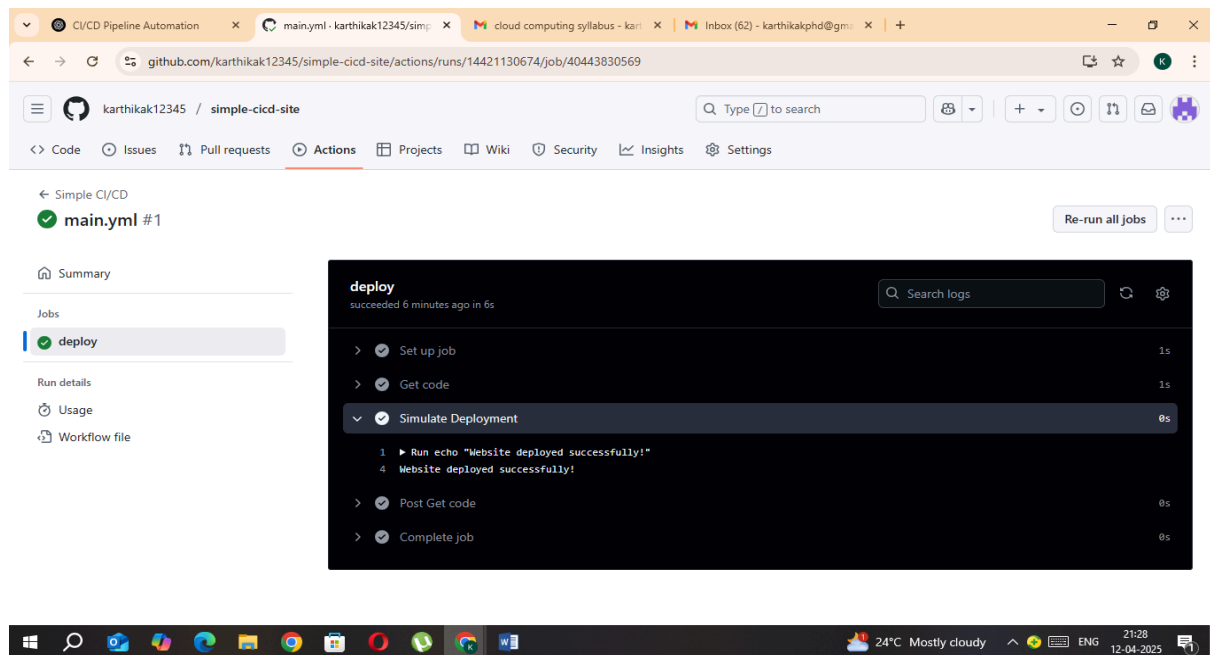 CI/CD Pipeline Automation
main.yml · karthikak12345/simp
cloud computing syllabus - kart
Inbox (62) - karthikakphd@gma
github.com/karthikak12345/simple-cicd-site/actions/runs/14421130674/job/40443830569
K
karthikak12345 / simple-cicd-site
Type / to search
<> Code Issues Pull requests Actions Projects Wiki Security Insights Settings
← Simple CI/CD
main.yml #1
Re-run all jobs
Summary
Jobs
deploy
Run details
Usage
Workflow file
deploy
succeeded 6 minutes ago in 6s
Search logs
Set up job 1s
Get code 1s
Simulate Deployment 0s
1 Run echo "Website deployed successfully!"
4 Website deployed successfully!
Post Get code 0s
Complete job 0s
24°C Mostly cloudy ENG 21:28
12-04-2025